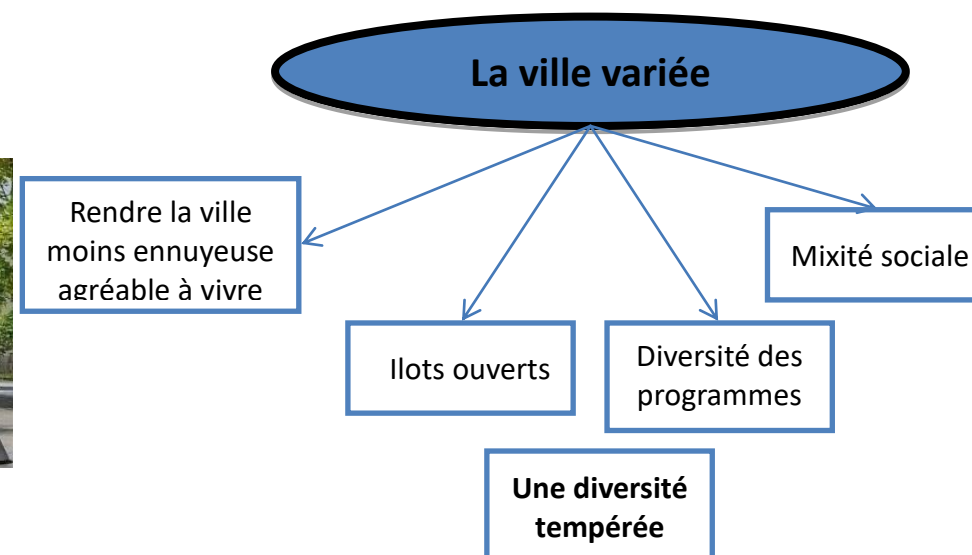 La ville variée
Rendre la ville
moins ennuyeuse
agréable à vivre
Mixité sociale
Ilots ouverts
Diversité des
programmes
Une diversité
tempérée